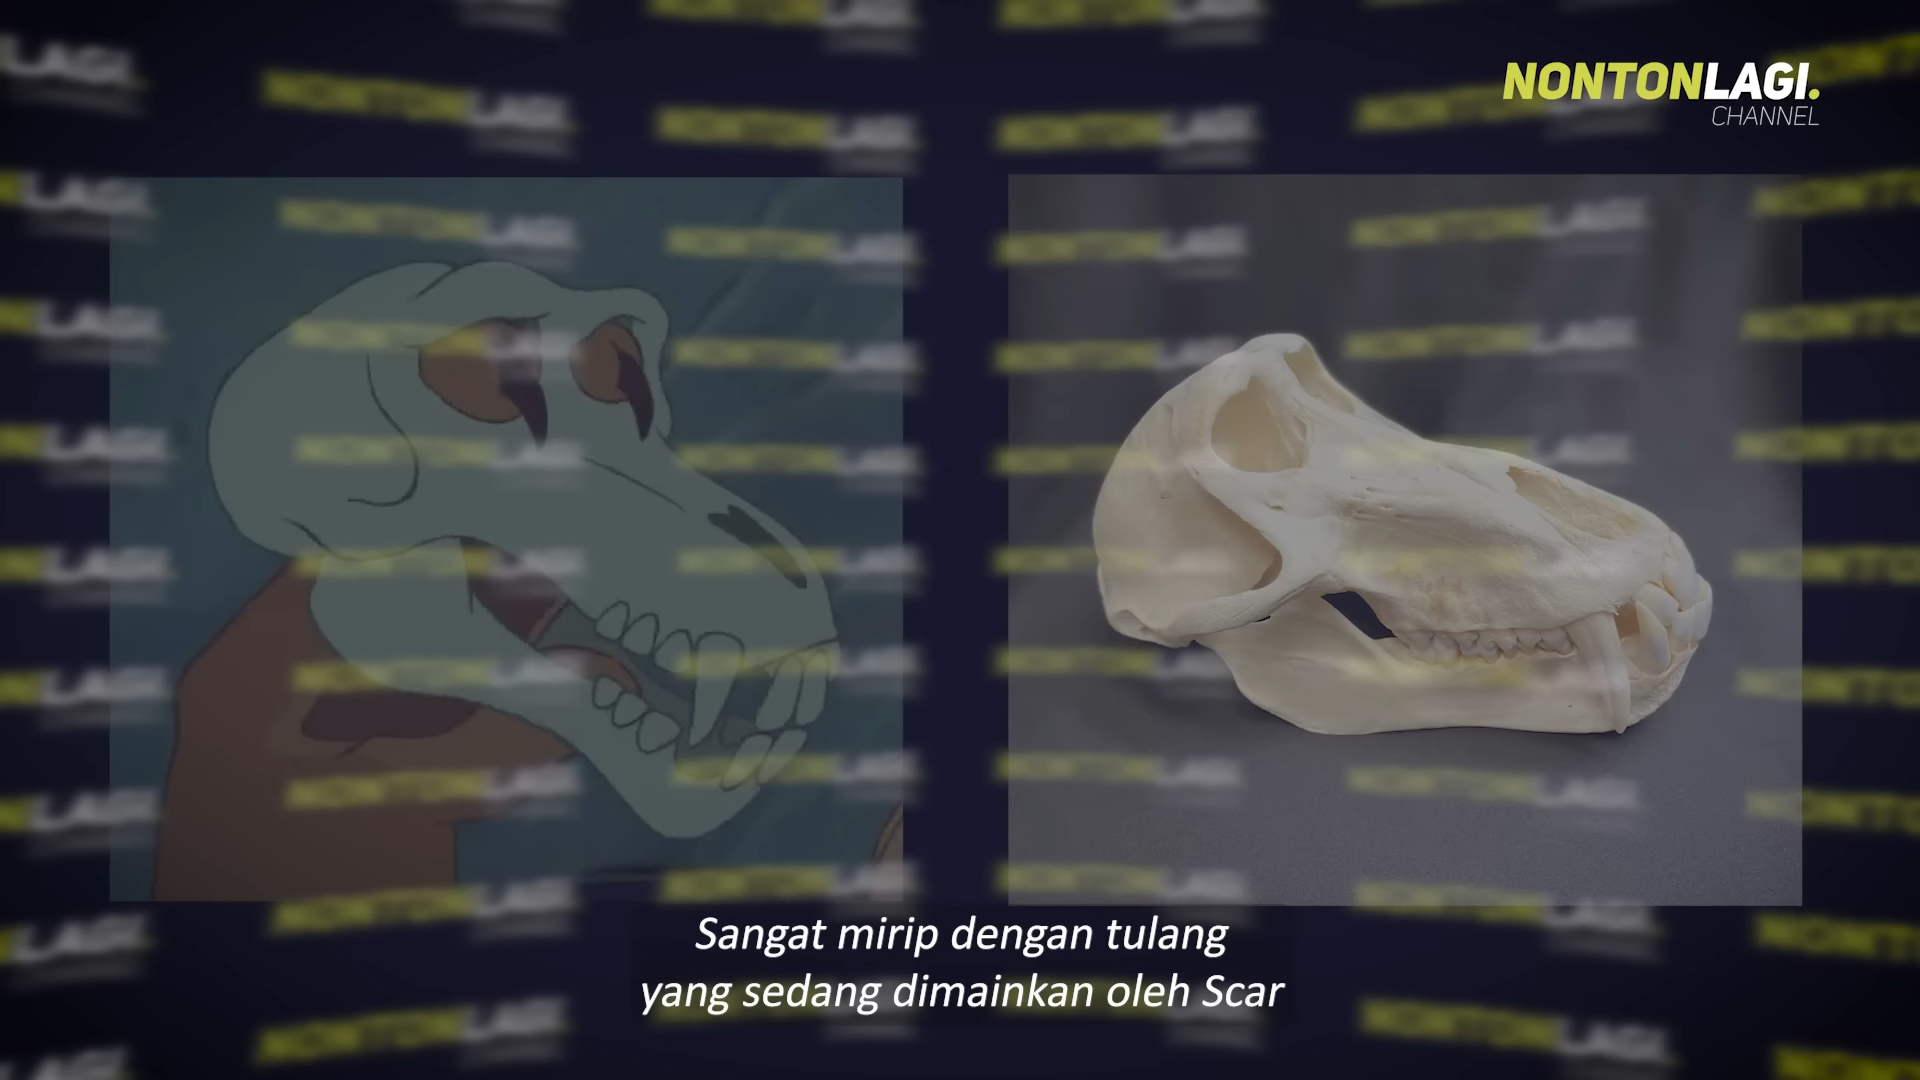 NONTONLAGI.
CHANNEL
Sangat mirip dengan tulang
yang sedang dimainkan oleh Scar